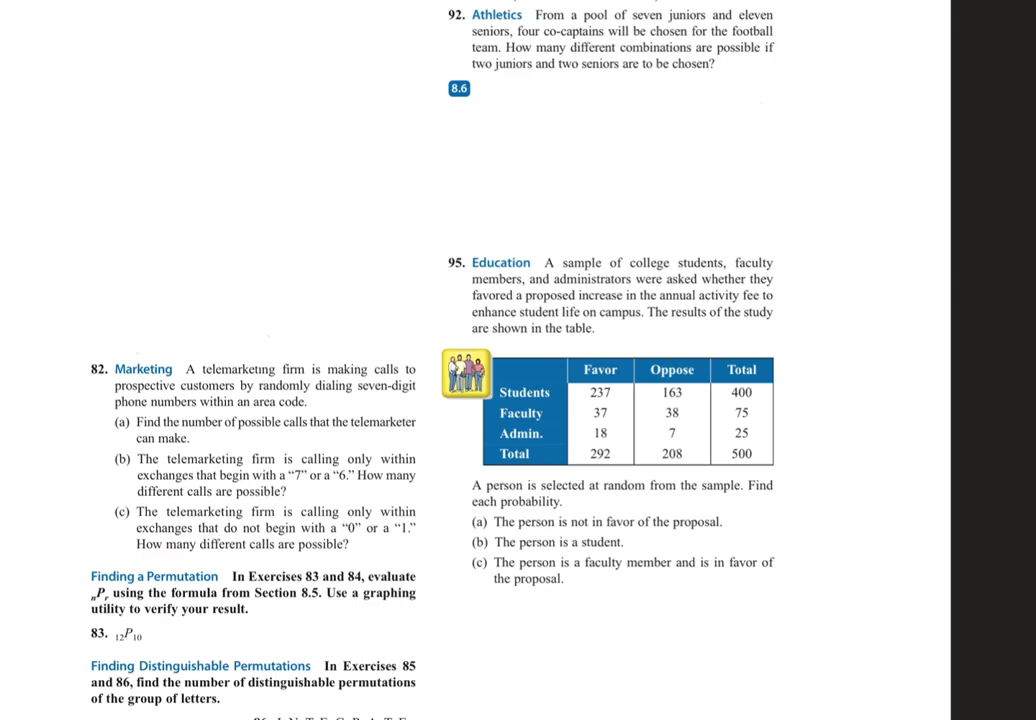 82. Marketing A telemarketing firm is making calls to
prospective customers by randomly dialing seven-digit
phone numbers within an area code.
(a) Find the number of possible calls that the telemarketer
can make.
(b) The telemarketing firm is calling only within
exchanges that begin with a “7” or a “6.” How many
different calls are possible?
(c) The telemarketing firm is calling only within
exchanges that do not begin with a “0” or a “1.”
How many different calls are possible?
Finding a Permutation In Exercises 83 and 84, evaluate
nPr using the formula from Section 8.5. Use a graphing
utility to verify your result.
83. 12P10
Finding Distinguishable Permutations In Exercises 85
and 86, find the number of distinguishable permutations
of the group of letters.
92. Athletics From a pool of seven juniors and eleven
seniors, four co-captains will be chosen for the football
team. How many different combinations are possible if
two juniors and two seniors are to be chosen?
8.6
95. Education A sample of college students, faculty
members, and administrators were asked whether they
favored a proposed increase in the annual activity fee to
enhance student life on campus. The results of the study
are shown in the table.
Favor Oppose Total
Students 237 163 400
Faculty 37 38 75
Admin. 18 7 25
Total 292 208 500
A person is selected at random from the sample. Find
each probability.
(a) The person is not in favor of the proposal.
(b) The person is a student.
(c) The person is a faculty member and is in favor of
the proposal.